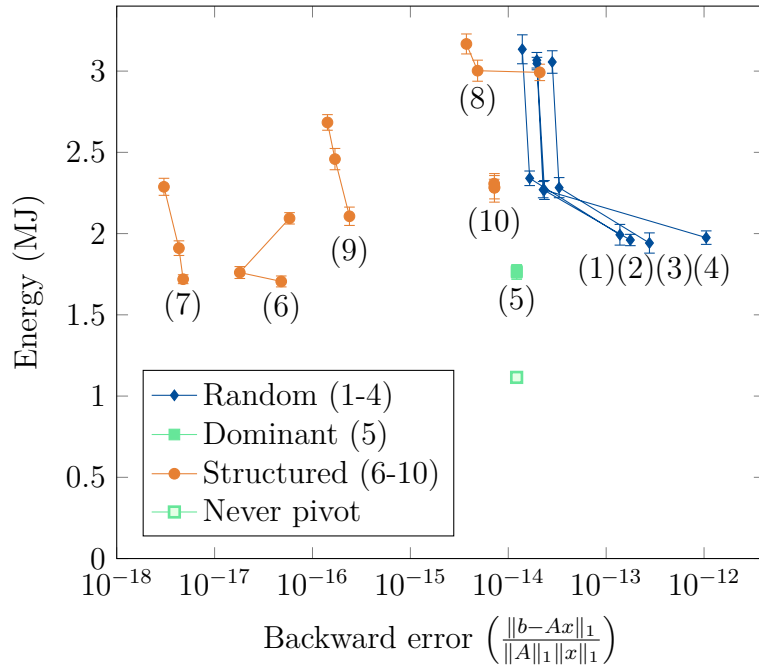 Energy (MJ)
3
2.5
2
1.5
1
0.5
0
(8)
(10)
(9)
(7)
(6)
(5)
(1)(2)(3)(4)
Random (1-4)
Dominant (5)
Structured (6-10)
Never pivot
10⁻¹⁸ 10⁻¹⁷ 10⁻¹⁶ 10⁻¹⁵ 10⁻¹⁴ 10⁻¹³ 10⁻¹²
Backward error (‖b−Ax‖₁ / ‖A‖₁‖x‖₁)